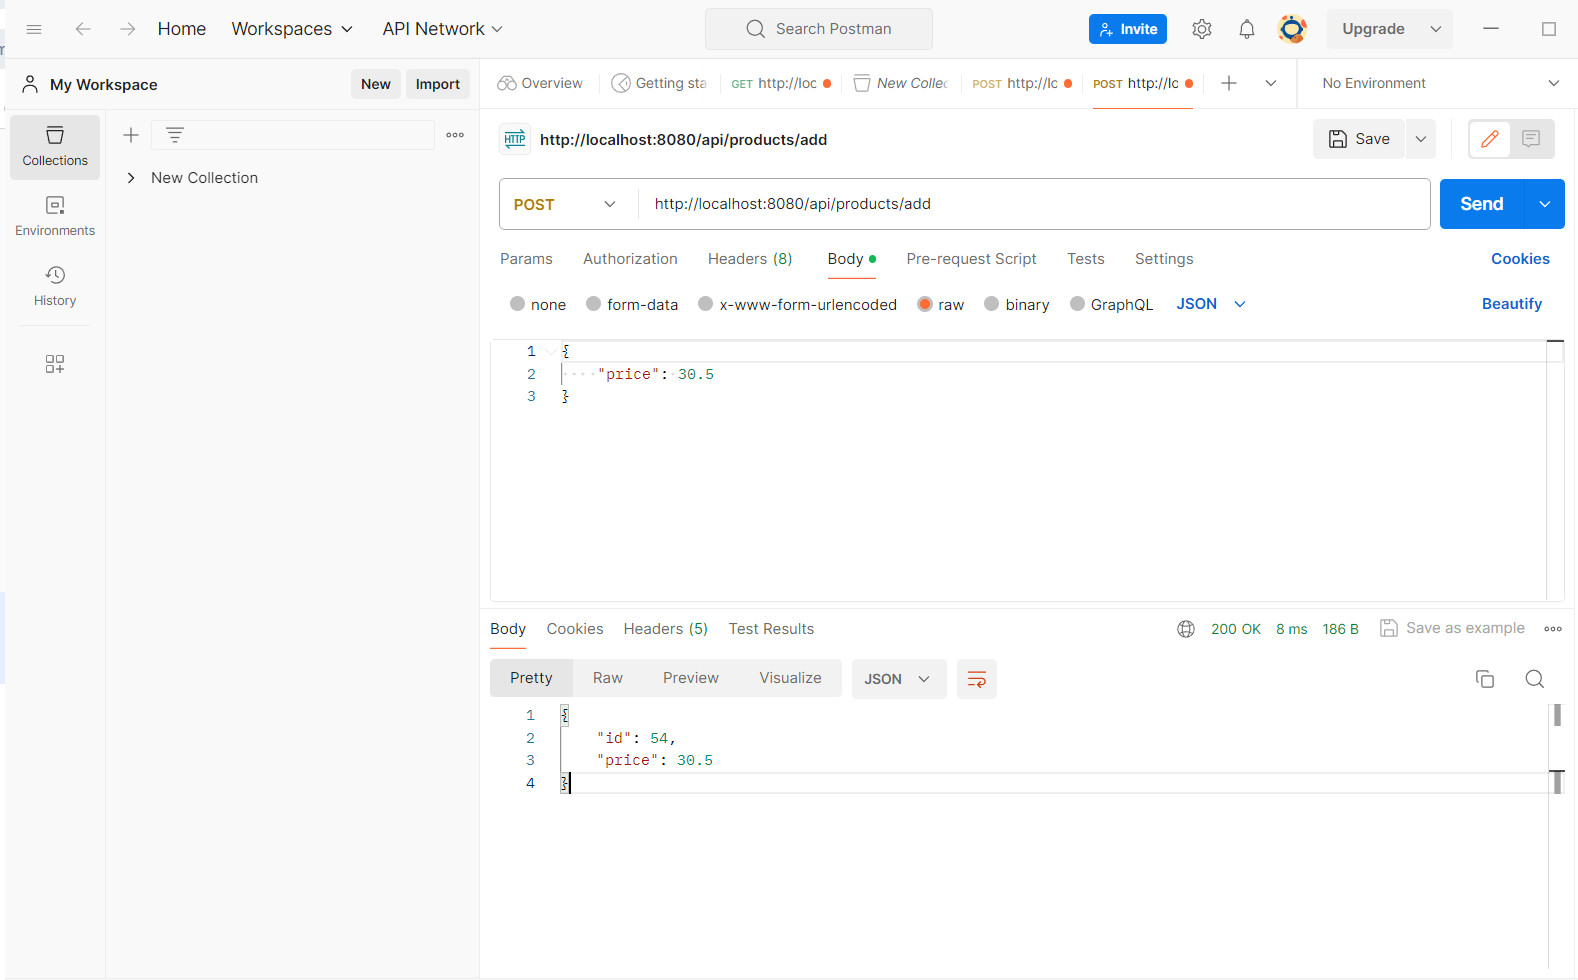 Home Workspaces API Network Search Postman Invite Upgrade
My Workspace New Import
Overview Getting sta GET http://loc New Collec POST http://lc POST http://lc No Environment
Collections
Environments
History
New Collection
HTTP http://localhost:8080/api/products/add Save
POST http://localhost:8080/api/products/add Send
Params Authorization Headers (8) Body Pre-request Script Tests Settings Cookies
none form-data x-www-form-urlencoded raw binary GraphQL JSON Beautify
1 {
2 "price": 30.5
3 }
Body Cookies Headers (5) Test Results 200 OK 8 ms 186 B Save as example
Pretty Raw Preview Visualize JSON
1 {
2 "id": 54,
3 "price": 30.5
4 }